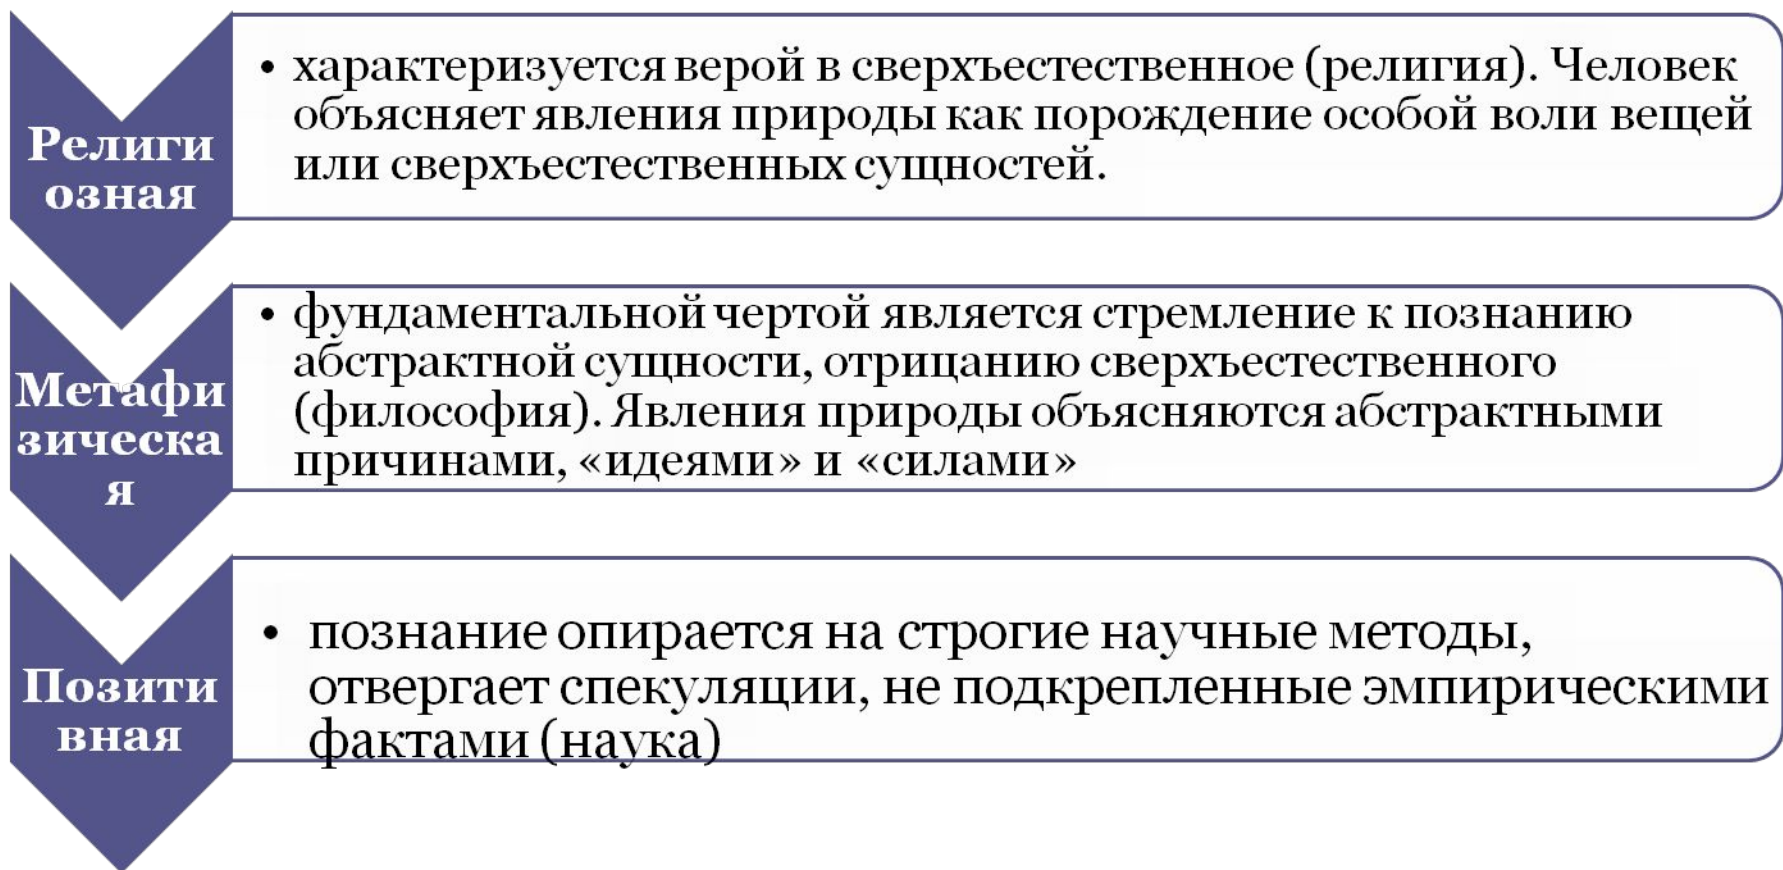 Религи
озная
• характеризуется верой в сверхъестественное (религия). Человек
объясняет явления природы как порождение особой воли вещей
или сверхъестественных сущностей.
Метафи
зическа
я
• фундаментальной чертой является стремление к познанию
абстрактной сущности, отрицанию сверхъестественного
(философия). Явления природы объясняются абстрактными
причинами, «идеями» и «силами»
Позити
вная
• познание опирается на строгие научные методы,
отвергает спекуляции, не подкрепленные эмпирическими
фактами (наука)